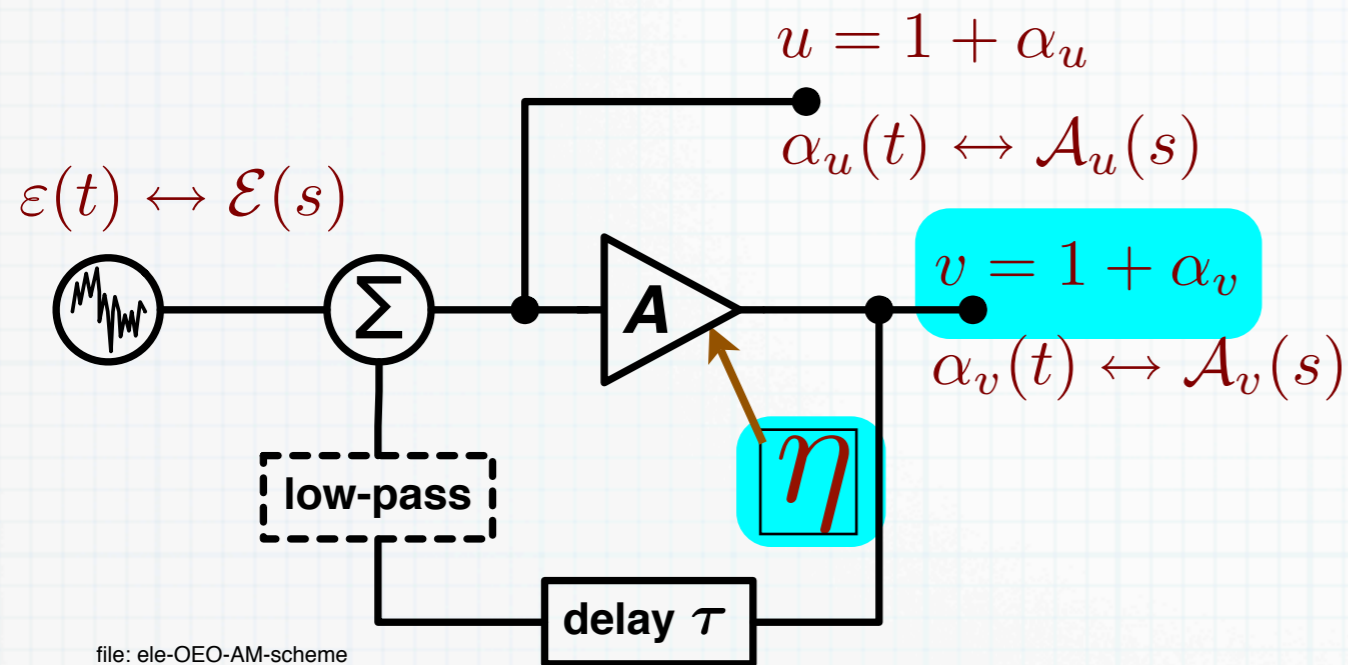 u = 1 + α_u
α_u(t) ↔ 𝒜_u(s)
ε(t) ↔ ℰ(s)
v = 1 + α_v
Σ
A
α_v(t) ↔ 𝒜_v(s)
η
low-pass
delay τ
file: ele-OEO-AM-scheme